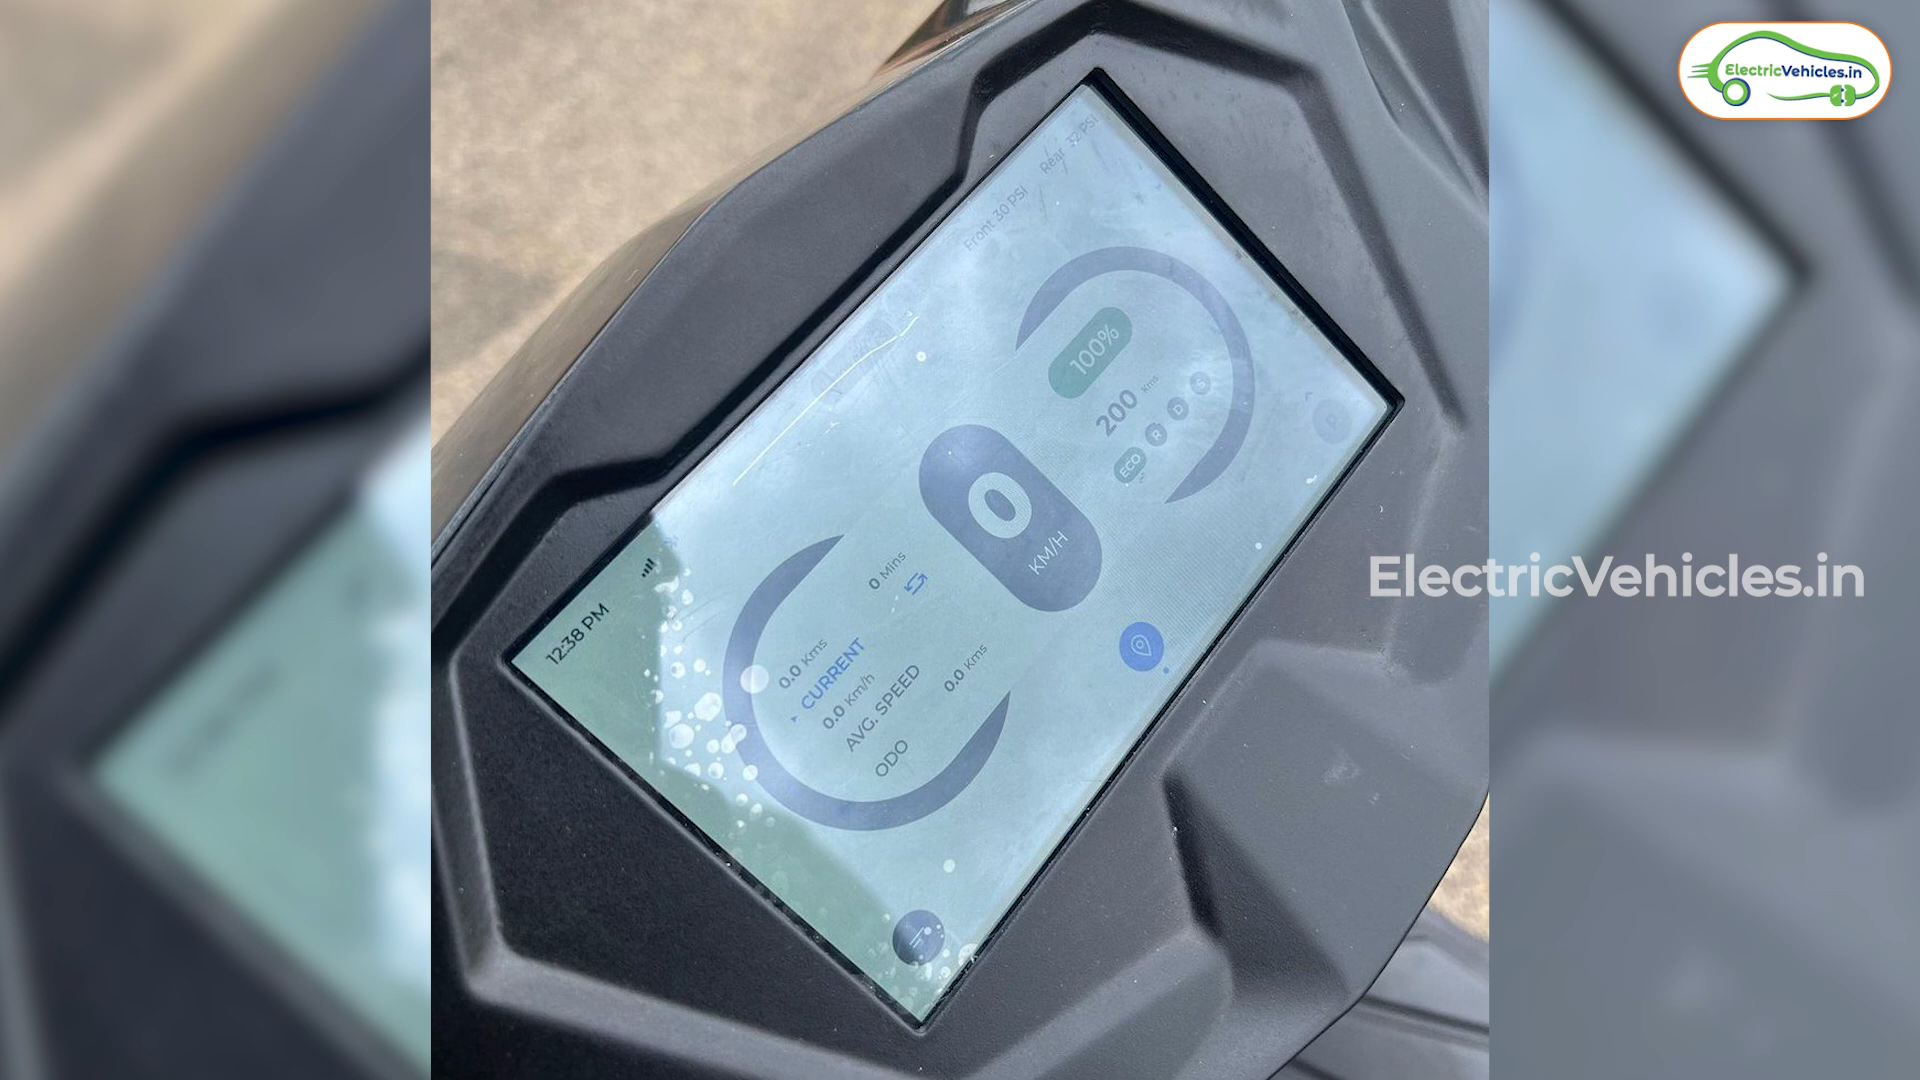 ElectricVehicles.in
12:38 PM
Front 30 PSI
Rear 32 PSI
0.0 Kms
0 Mins
CURRENT
0.0 Km/h
AVG. SPEED
ODO
0.0 Kms
0
KM/H
100%
200 Kms
ECO R D S
ElectricVehicles.in